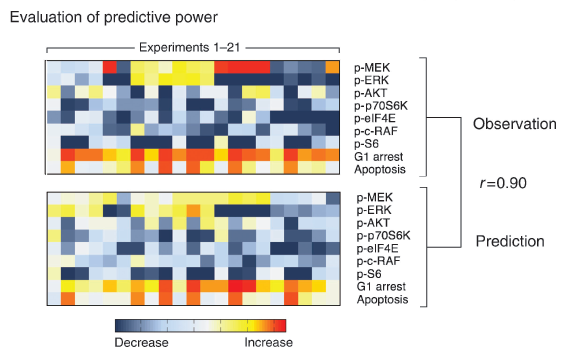 Evaluation of predictive power
Experiments 1–21
p-MEK
p-ERK
p-AKT
p-p70S6K
p-eIF4E
p-c-RAF
p-S6
G1 arrest
Apoptosis
Observation
r=0.90
p-MEK
p-ERK
p-AKT
p-p70S6K
p-eIF4E
p-c-RAF
p-S6
G1 arrest
Apoptosis
Prediction
Decrease Increase